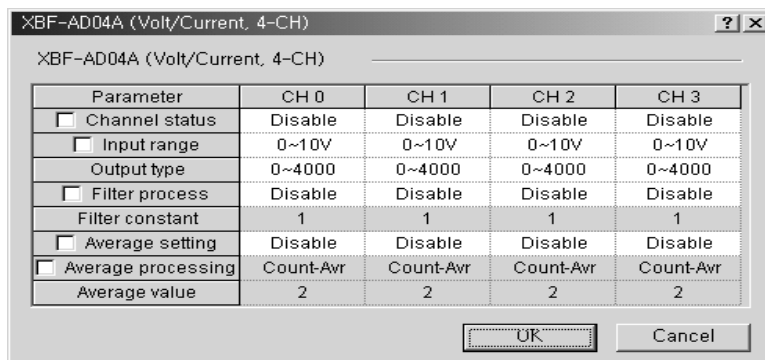 XBF-AD04A (Volt/Current, 4-CH)
XBF-AD04A (Volt/Current, 4-CH)
Parameter CH 0 CH 1 CH 2 CH 3
Channel status Disable Disable Disable Disable
Input range 0~10V 0~10V 0~10V 0~10V
Output type 0~4000 0~4000 0~4000 0~4000
Filter process Disable Disable Disable Disable
Filter constant 1 1 1 1
Average setting Disable Disable Disable Disable
Average processing Count-Avr Count-Avr Count-Avr Count-Avr
Average value 2 2 2 2
OK Cancel